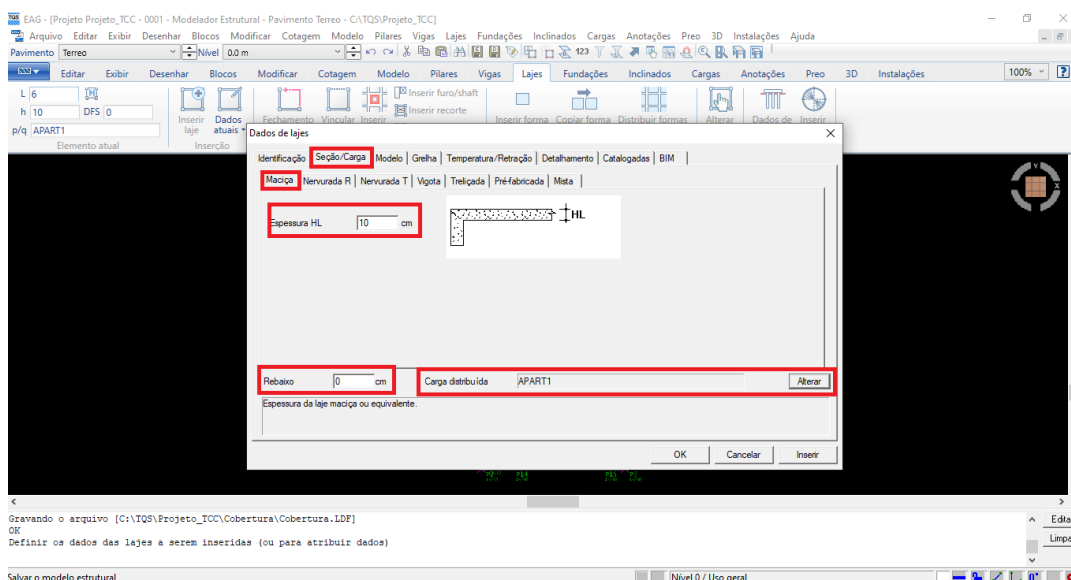 TQS EAG - [Projeto Projeto_TCC - 0001 - Modelador Estrutural - Pavimento Terreo - C:\TQS\Projeto_TCC]
Arquivo Editar Exibir Desenhar Blocos Modificar Cotagem Modelo Pilares Vigas Lajes Fundações Inclinados Cargas Anotações Preo 3D Instalações Ajuda
Pavimento Terreo Nível 0.0 m 123
Editar Exibir Desenhar Blocos Modificar Cotagem Modelo Pilares Vigas Lajes Fundações Inclinados Cargas Anotações Preo 3D Instalações 100% ?
L 6 Inserir furo/shaft
h 10 DFS 0 Inserir recorte
Inserir Dados Fechamento Vincular Inserir Inserir forma Copiar forma Distribuir formas Alterar Dados de Inserir
p/q APART1 laje atuais
Elemento atual Inserção
Dados de lajes
Identificação Seção/Carga Modelo Grelha Temperatura/Retração Detalhamento Catalogadas BIM
Maciça Nervurada R Nervurada T Vigota Treliçada Pré-fabricada Mista
Espessura HL 10 cm HL
Rebaixo 0 cm Carga distribuída APART1 Alterar
Espessura da laje maciça ou equivalente.
OK Cancelar Inserir
Y
X
P14 P15
Gravando o arquivo [C:\TQS\Projeto_TCC\Cobertura\Cobertura.LDF]
OK
Definir os dados das lajes a serem inseridas (ou para atribuir dados)
Edita
Limpa
Salvar o modelo estrutural Nível 0 / Uso geral